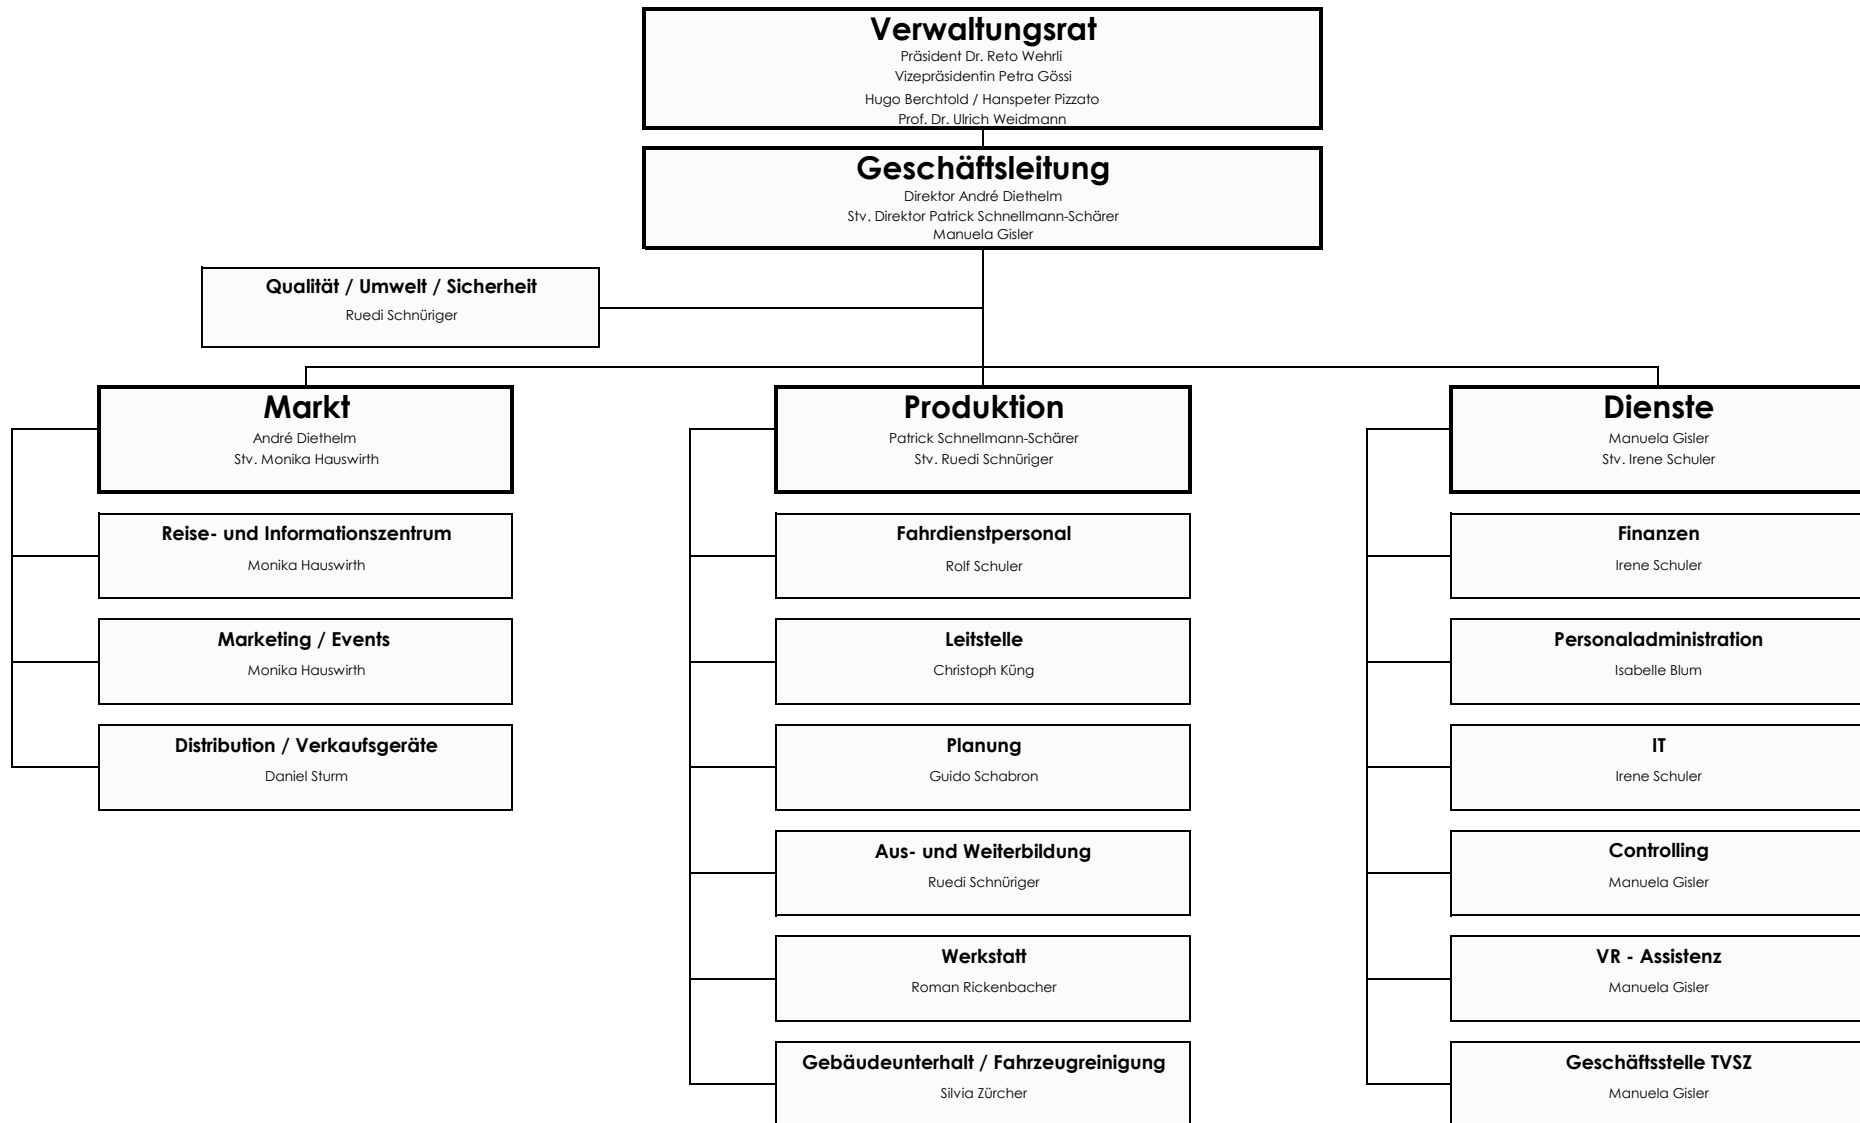 Verwaltungsrat
Präsident Dr. Reto Wehrli
Vizepräsidentin Petra Gössi
Hugo Berchtold / Hanspeter Pizzato
Prof. Dr. Ulrich Weidmann
Geschäftsleitung
Direktor André Diethelm
Stv. Direktor Patrick Schnellmann-Schärer
Manuela Gisler
Qualität / Umwelt / Sicherheit
Ruedi Schnüriger
Markt
André Diethelm
Stv. Monika Hauswirth
Reise- und Informationszentrum
Monika Hauswirth
Marketing / Events
Monika Hauswirth
Distribution / Verkaufsgeräte
Daniel Sturm
Produktion
Patrick Schnellmann-Schärer
Stv. Ruedi Schnüriger
Fahrdienstpersonal
Rolf Schuler
Leitstelle
Christoph Küng
Planung
Guido Schabron
Aus- und Weiterbildung
Ruedi Schnüriger
Werkstatt
Roman Rickenbacher
Gebäudeunterhalt / Fahrzeugreinigung
Silvia Zürcher
Dienste
Manuela Gisler
Stv. Irene Schuler
Finanzen
Irene Schuler
Personaladministration
Isabelle Blum
IT
Irene Schuler
Controlling
Manuela Gisler
VR - Assistenz
Manuela Gisler
Geschäftsstelle TVSZ
Manuela Gisler